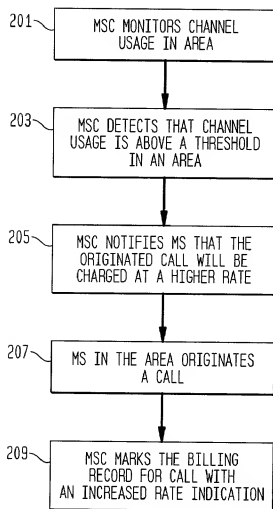 201
MSC MONITORS CHANNEL
USAGE IN AREA
203
MSC DETECTS THAT CHANNEL
USAGE IS ABOVE A THRESHOLD
IN AN AREA
205
MSC NOTIFIES MS THAT THE
ORIGINATED CALL WILL BE
CHARGED AT A HIGHER RATE
207
MS IN THE AREA ORIGINATES
A CALL
209
MSC MARKS THE BILLING
RECORD FOR CALL WITH
AN INCREASED RATE INDICATION